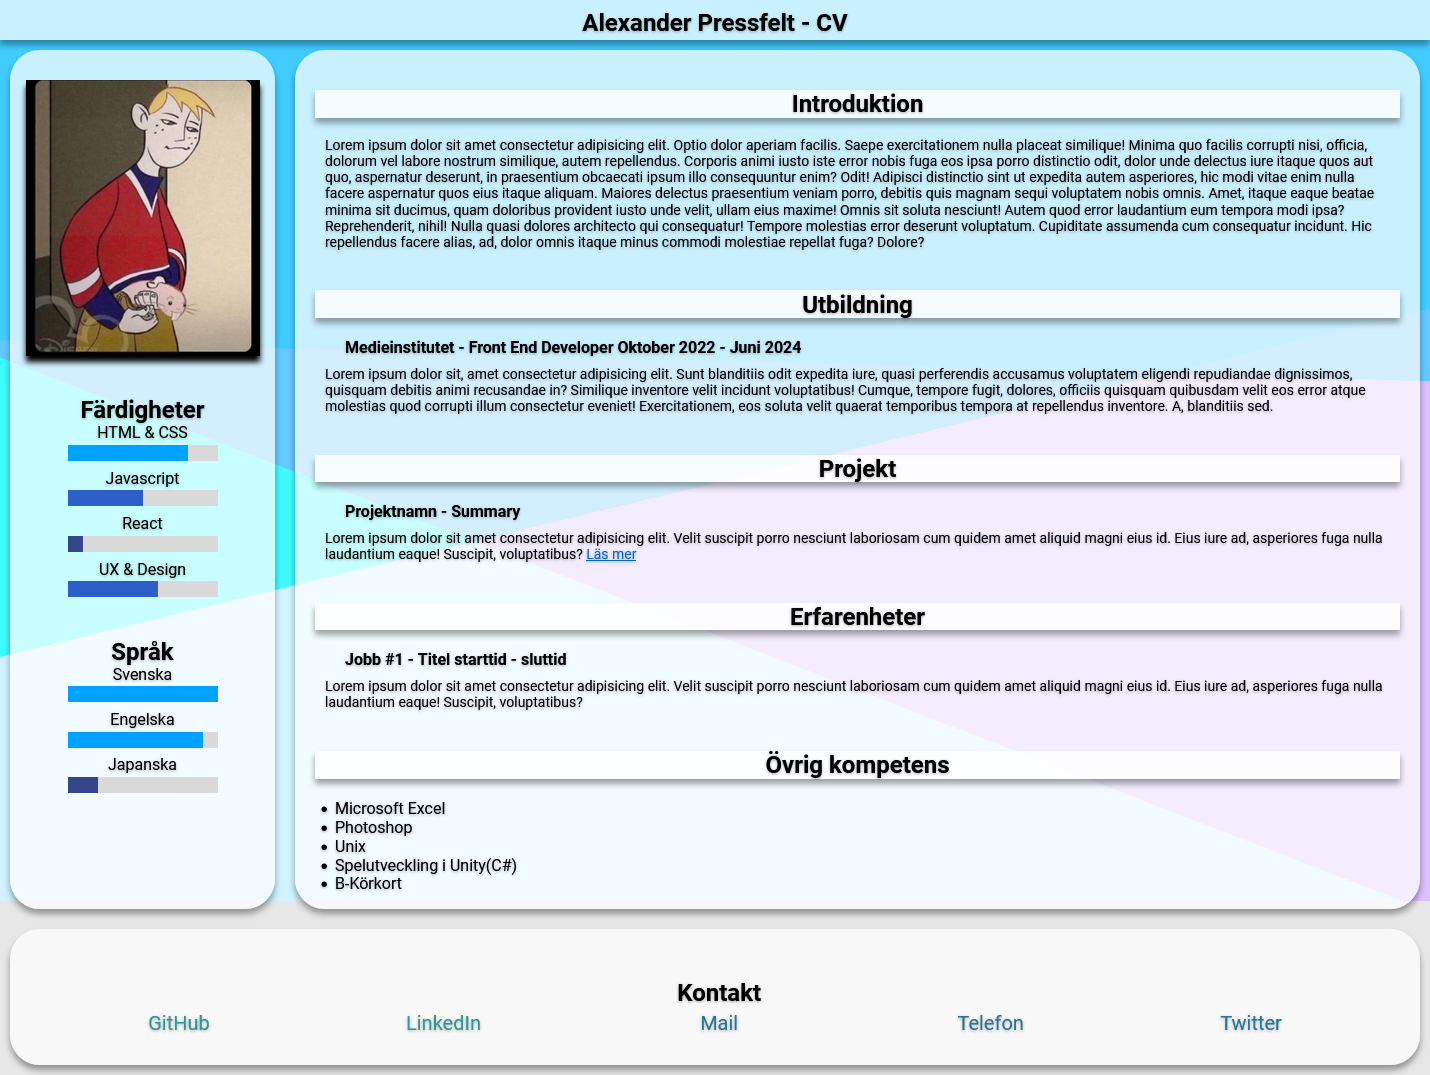 Alexander Pressfelt - CV
Färdigheter
HTML & CSS
Javascript
React
UX & Design
Språk
Svenska
Engelska
Japanska
Introduktion
Lorem ipsum dolor sit amet consectetur adipisicing elit. Optio dolor aperiam facilis. Saepe exercitationem nulla placeat similique! Minima quo facilis corrupti nisi, officia,
dolorum vel labore nostrum similique, autem repellendus. Corporis animi iusto iste error nobis fuga eos ipsa porro distinctio odit, dolor unde delectus iure itaque quos aut
quo, aspernatur deserunt, in praesentium obcaecati ipsum illo consequuntur enim? Odit! Adipisci distinctio sint ut expedita autem asperiores, hic modi vitae enim nulla
facere aspernatur quos eius itaque aliquam. Maiores delectus praesentium veniam porro, debitis quis magnam sequi voluptatem nobis omnis. Amet, itaque eaque beatae
minima sit ducimus, quam doloribus provident iusto unde velit, ullam eius maxime! Omnis sit soluta nesciunt! Autem quod error laudantium eum tempora modi ipsa?
Reprehenderit, nihil! Nulla quasi dolores architecto qui consequatur! Tempore molestias error deserunt voluptatum. Cupiditate assumenda cum consequatur incidunt. Hic
repellendus facere alias, ad, dolor omnis itaque minus commodi molestiae repellat fuga? Dolore?
Utbildning
Medieinstitutet - Front End Developer Oktober 2022 - Juni 2024
Lorem ipsum dolor sit, amet consectetur adipisicing elit. Sunt blanditiis odit expedita iure, quasi perferendis accusamus voluptatem eligendi repudiandae dignissimos,
quisquam debitis animi recusandae in? Similique inventore velit incidunt voluptatibus! Cumque, tempore fugit, dolores, officiis quisquam quibusdam velit eos error atque
molestias quod corrupti illum consectetur eveniet! Exercitationem, eos soluta velit quaerat temporibus tempora at repellendus inventore. A, blanditiis sed.
Projekt
Projektnamn - Summary
Lorem ipsum dolor sit amet consectetur adipisicing elit. Velit suscipit porro nesciunt laboriosam cum quidem amet aliquid magni eius id. Eius iure ad, asperiores fuga nulla
laudantium eaque! Suscipit, voluptatibus? Läs mer
Erfarenheter
Jobb #1 - Titel starttid - sluttid
Lorem ipsum dolor sit amet consectetur adipisicing elit. Velit suscipit porro nesciunt laboriosam cum quidem amet aliquid magni eius id. Eius iure ad, asperiores fuga nulla
laudantium eaque! Suscipit, voluptatibus?
Övrig kompetens
• Microsoft Excel
• Photoshop
• Unix
• Spelutveckling i Unity(C#)
• B-Körkort
Kontakt
GitHub LinkedIn Mail Telefon Twitter